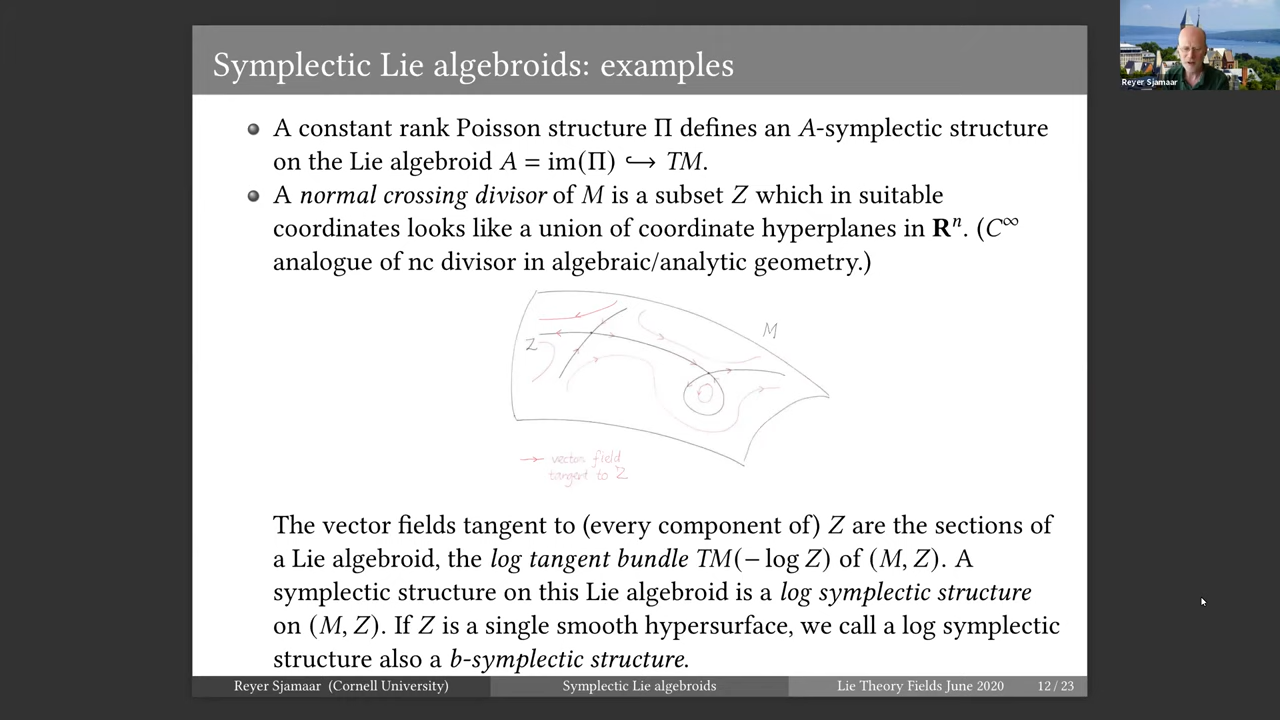 Symplectic Lie algebroids: examples
Reyer Sjamaar
A constant rank Poisson structure Π defines an A-symplectic structure
on the Lie algebroid A = im(Π) ↪ TM.
A normal crossing divisor of M is a subset Z which in suitable
coordinates looks like a union of coordinate hyperplanes in Rⁿ. (C∞
analogue of nc divisor in algebraic/analytic geometry.)
M
Z
→ vector field
tangent to Z
The vector fields tangent to (every component of) Z are the sections of
a Lie algebroid, the log tangent bundle TM(− log Z) of (M, Z). A
symplectic structure on this Lie algebroid is a log symplectic structure
on (M, Z). If Z is a single smooth hypersurface, we call a log symplectic
structure also a b-symplectic structure.
Reyer Sjamaar (Cornell University)
Symplectic Lie algebroids
Lie Theory Fields June 2020
12 / 23